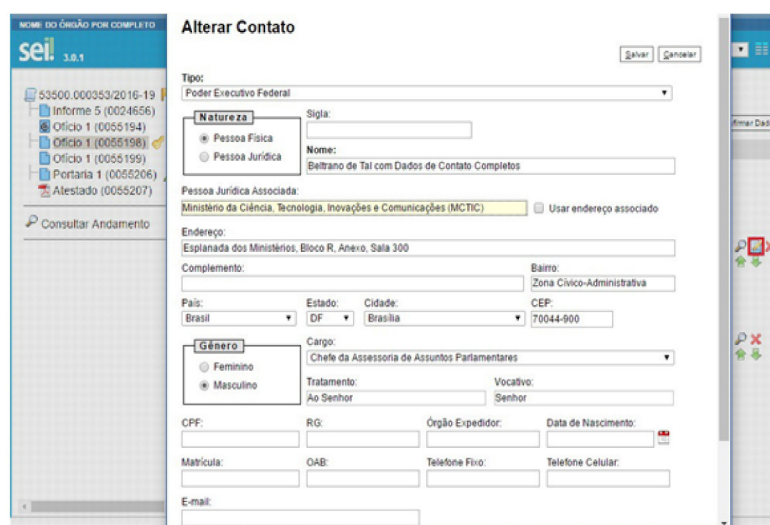 NOME DO ÓRGÃO POR COMPLETO
sei! 3.0.1
53500.000353/2016-19
Informe 5 (0024656)
Ofício 1 (0055194)
Ofício 1 (0055198)
Ofício 1 (0055199)
Portaria 1 (0055206)
Atestado (0055207)
Consultar Andamento
Alterar Contato
Salvar Cancelar
Tipo:
Poder Executivo Federal
Natureza
Pessoa Física
Pessoa Jurídica
Sigla:
Nome:
Beltrano de Tal com Dados de Contato Completos
Pessoa Jurídica Associada:
Ministério da Ciência, Tecnologia, Inovações e Comunicações (MCTIC) Usar endereço associado
Endereço:
Esplanada dos Ministérios, Bloco R, Anexo, Sala 300
Complemento: Bairro:
Zona Cívico-Administrativa
País: Estado: Cidade: CEP:
Brasil DF Brasília 70044-900
Gênero
Feminino
Masculino
Cargo:
Chefe da Assessoria de Assuntos Parlamentares
Tratamento: Vocativo:
Ao Senhor Senhor
CPF: RG: Órgão Expedidor: Data de Nascimento:
Matrícula: OAB: Telefone Fixo: Telefone Celular:
E-mail: